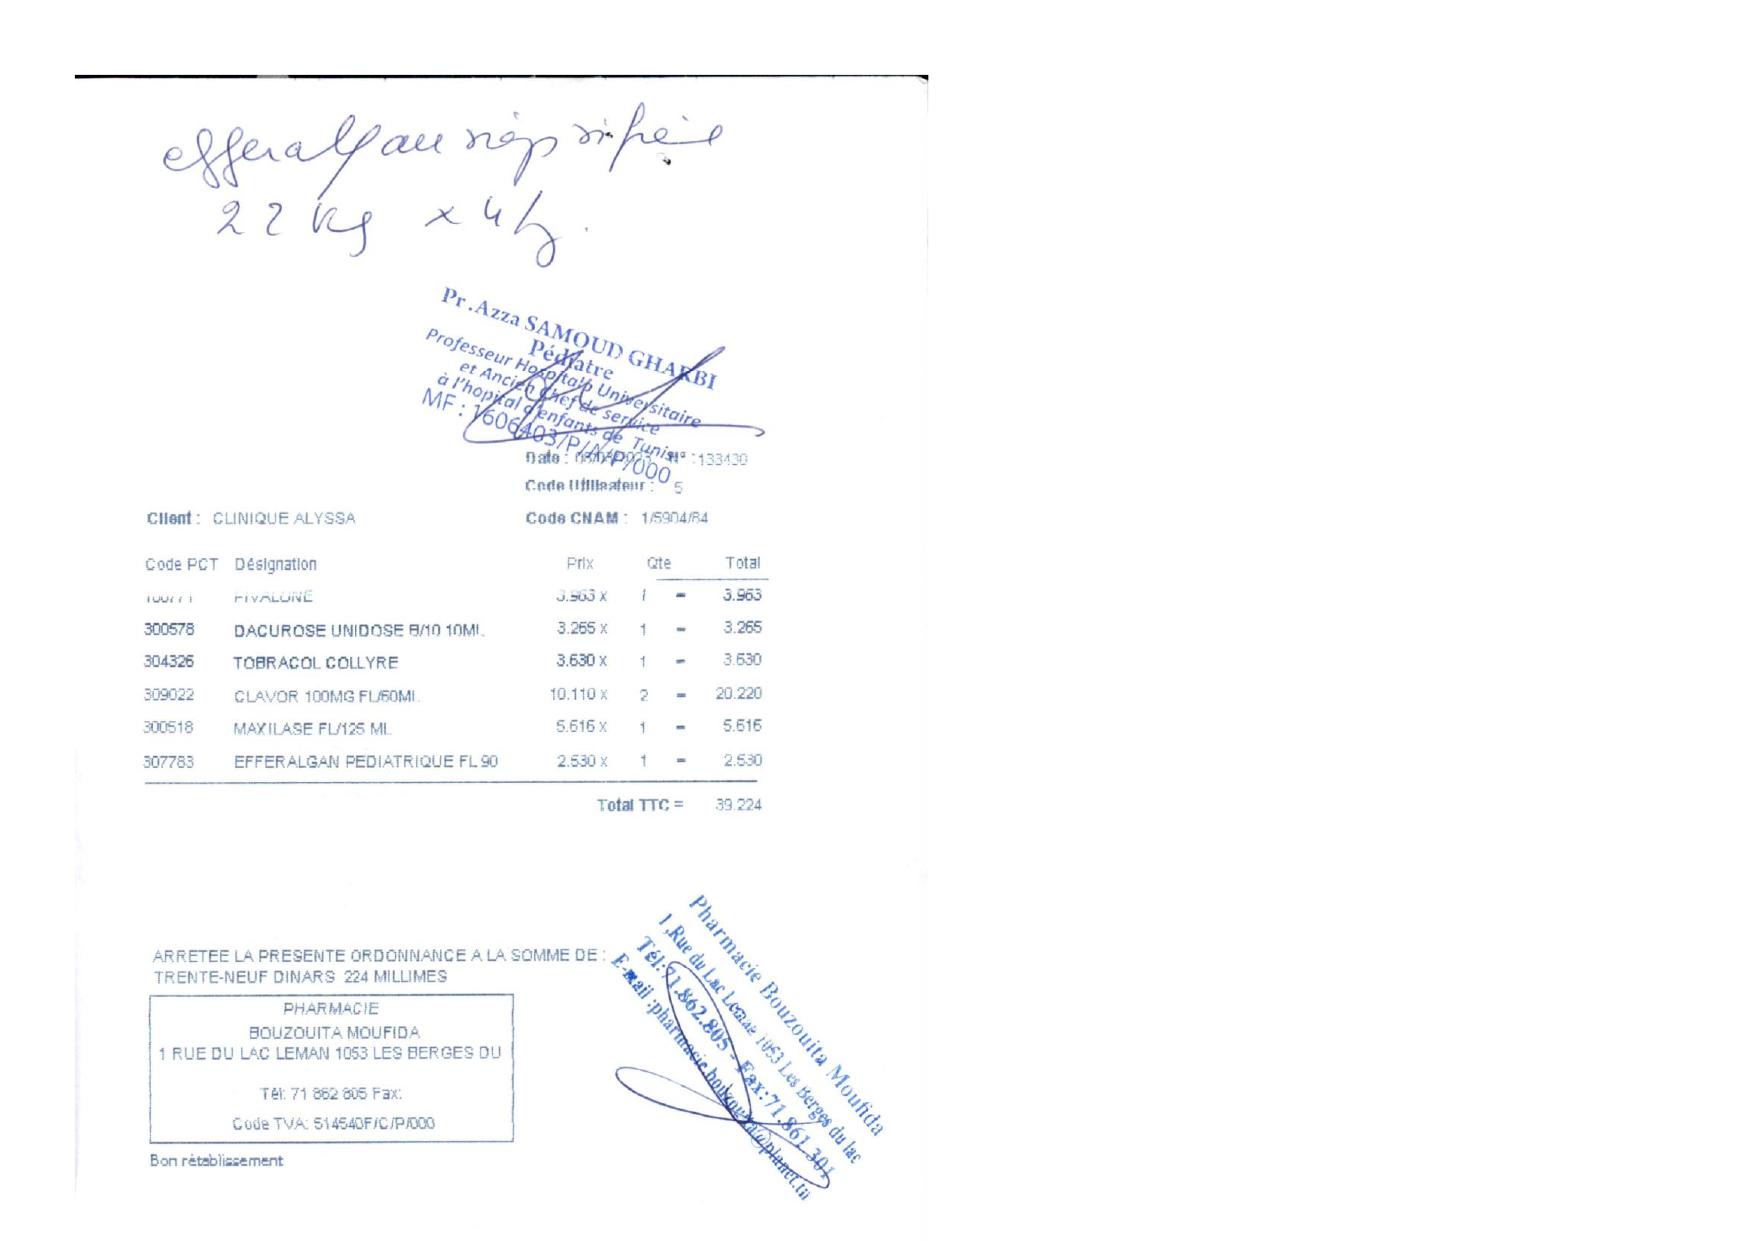 efferalgan sirop si fièvre
22 kg x 4/j.
Pr. Azza SAMOUD GHARBI
Pédiatre
Professeur Hospitalo Universitaire
et Ancien Chef de service
à l'hopital d'enfants de Tunis
MF : 1606403/P/A/P/000
Date : N° : 133430
Code Utilisateur : 5
Client : CLINIQUE ALYSSA Code CNAM : 1/5904/84
Code PCT Désignation Prix Qte Total
PIVALONE 3.963 x 1 = 3.963
300578 DACUROSE UNIDOSE B/10 10ML 3.265 x 1 = 3.265
304326 TOBRACOL COLLYRE 3.630 x 1 = 3.630
309022 CLAVOR 100MG FL/60ML 10.110 x 2 = 20.220
300518 MAXILASE FL/125 ML 5.616 x 1 = 5.616
307783 EFFERALGAN PEDIATRIQUE FL 90 2.530 x 1 = 2.530
Total TTC = 39.224
ARRETEE LA PRESENTE ORDONNANCE A LA SOMME DE :
TRENTE-NEUF DINARS 224 MILLIMES
PHARMACIE
BOUZOUITA MOUFIDA
1 RUE DU LAC LEMAN 1053 LES BERGES DU
Tél: 71 862 805 Fax:
Code TVA: 514540F/C/P/000
Bon rétablissement
Pharmacie Bouzouita Moufida
1, Rue du Lac Leman 1053 Les Berges du lac
Tél:71.862.805 - Fax:71.861.301
E-mail :pharmacie.bouzouita@planet.tn